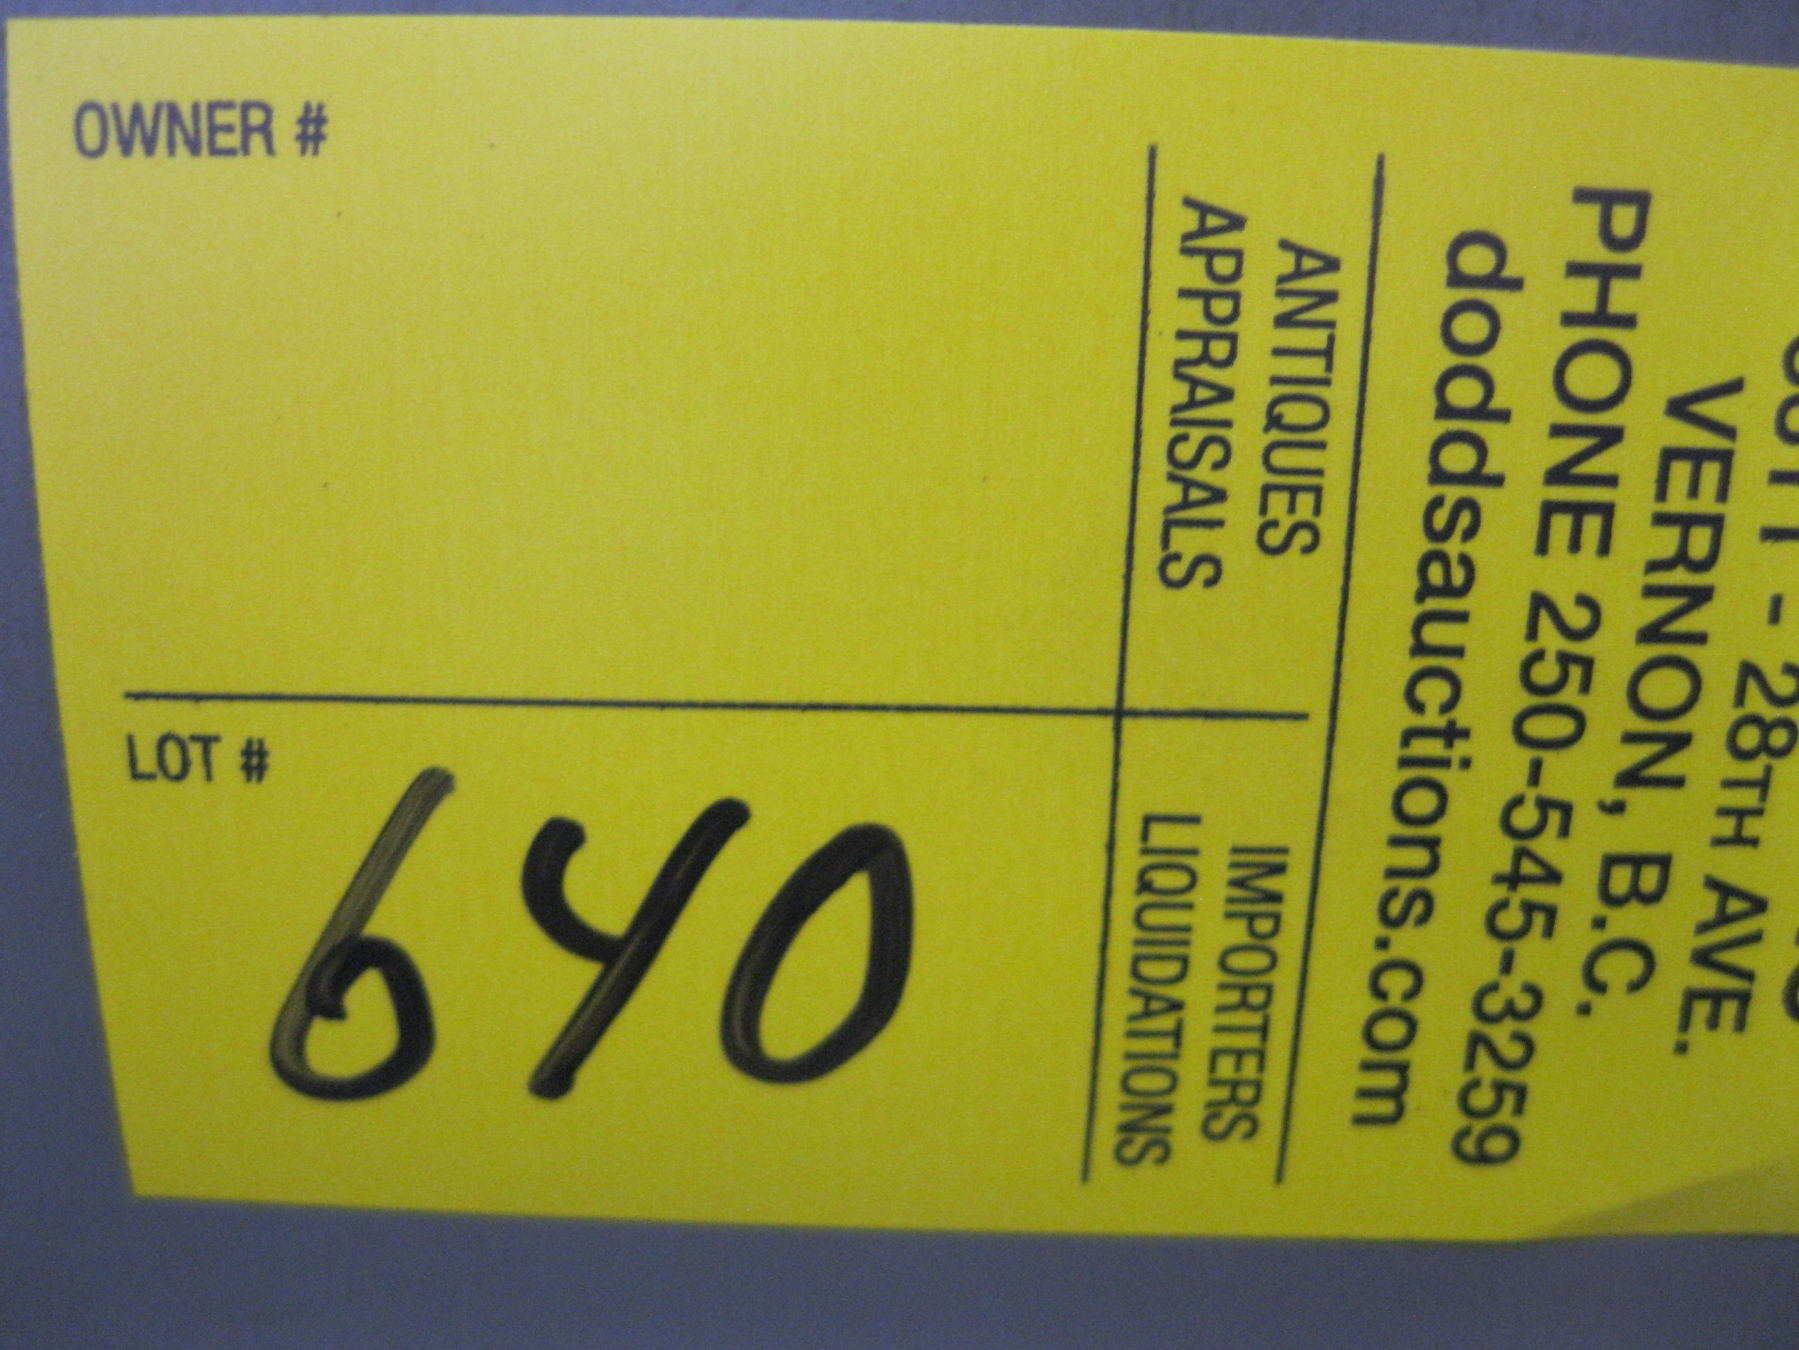 28TH AVE.
VERNON, B.C.
PHONE 250-545-3259
doddsauctions.com
ANTIQUES
APPRAISALS
IMPORTERS
LIQUIDATIONS
OWNER #
LOT #
640